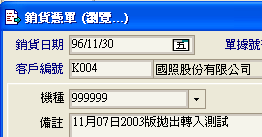 銷貨憑單 (瀏覽...)
銷貨日期 96/11/30 五 單據號
客戶編號 K004 國照股份有限公司
機種 999999
備註 11月07日2003版拋出轉入測試